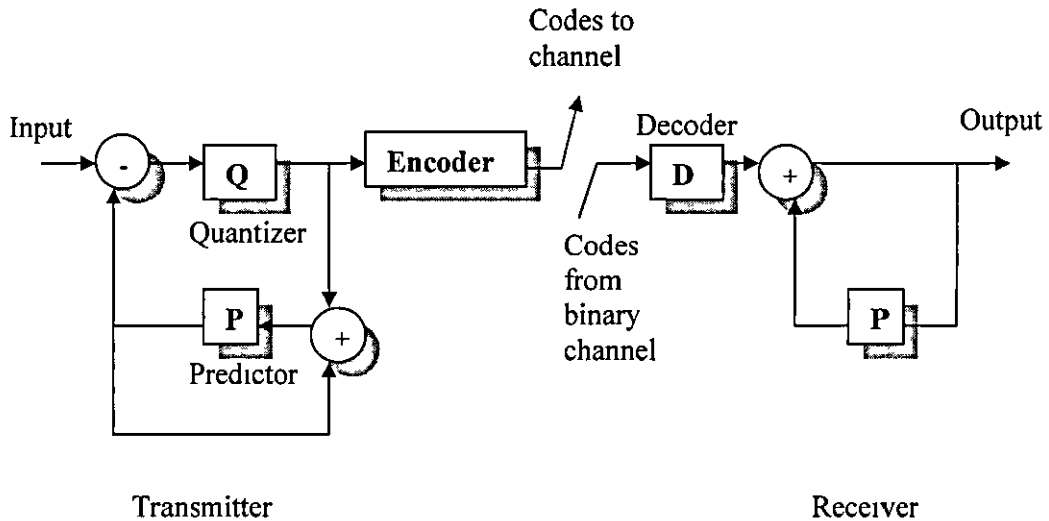 Codes to
channel
Input
-
Q
Quantizer
Encoder
P
Predictor
+
Decoder
D
+
Output
Codes
from
binary
channel
P
Transmitter
Receiver